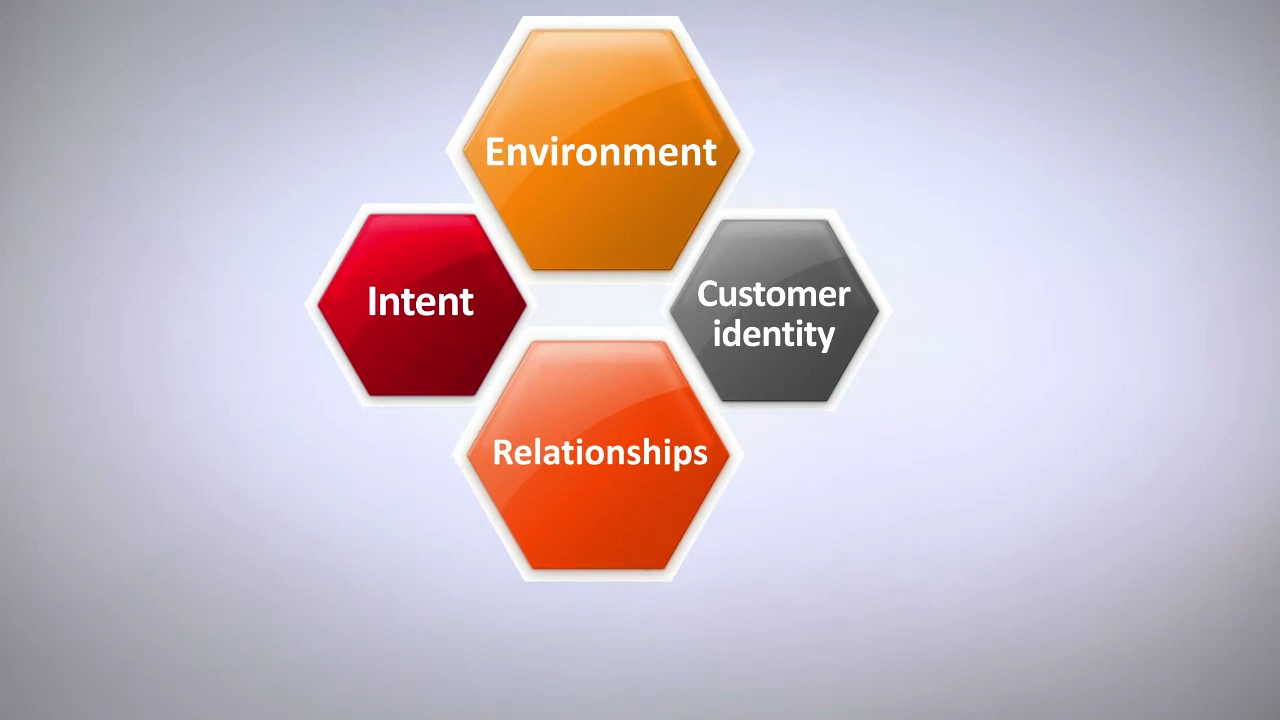 Environment
Intent
Customer
identity
Relationships